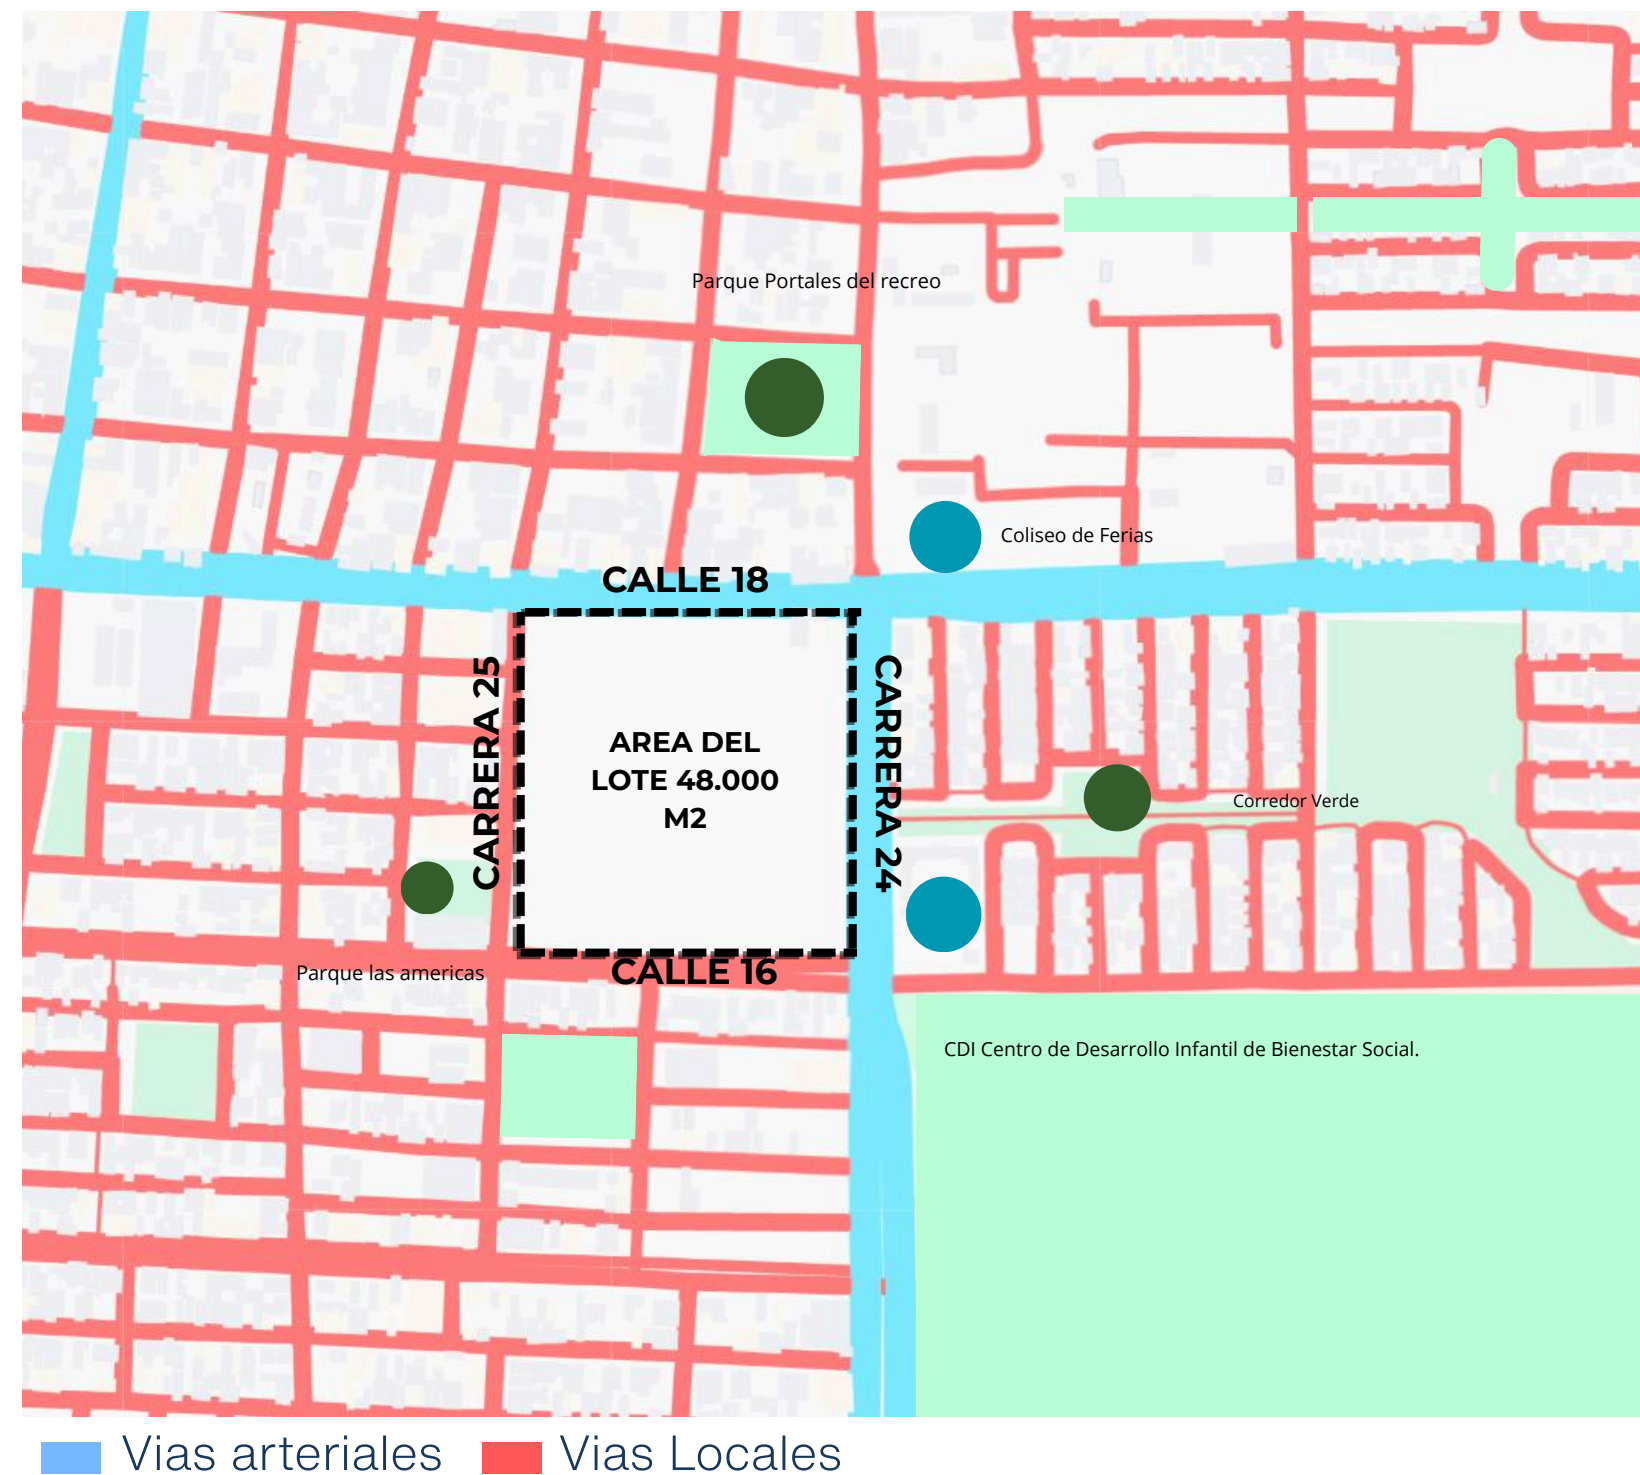 Parque Portales del recreo
Coliseo de Ferias
CALLE 18
CARRERA 25
AREA DEL
LOTE 48.000
M2
CARRERA 24
Corredor Verde
Parque las americas
CALLE 16
CDI Centro de Desarrollo Infantil de Bienestar Social.
Vias arteriales
Vias Locales